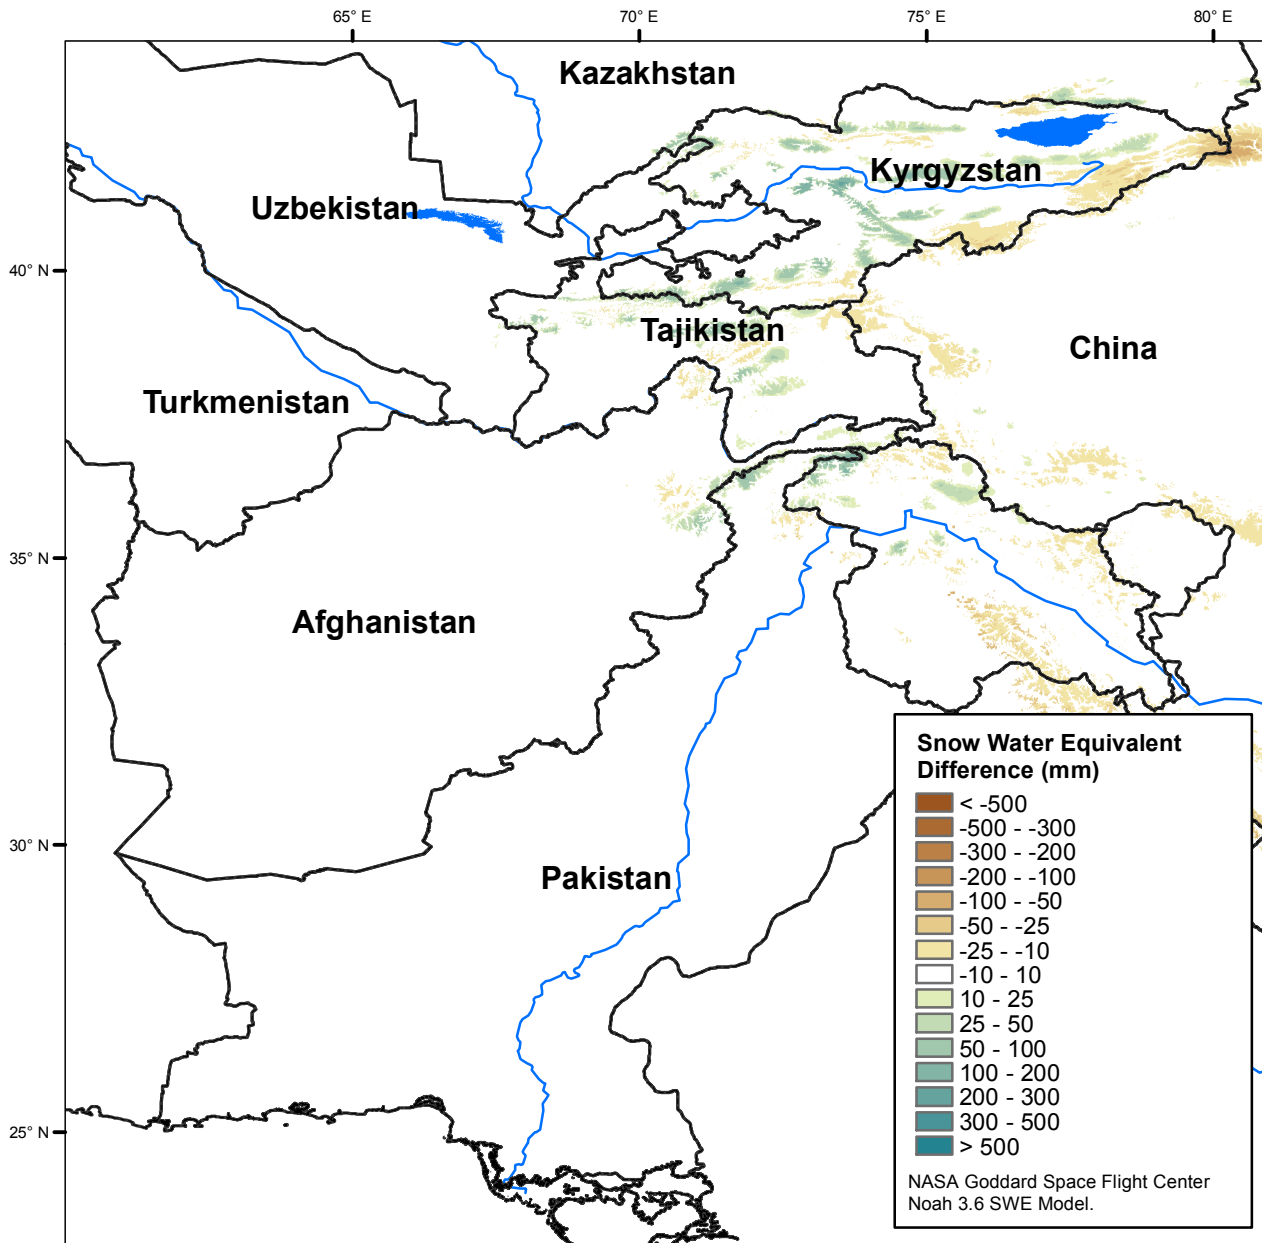 65° E
70° E
75° E
80° E
Kazakhstan
Kyrgyzstan
Uzbekistan
40° N
Tajikistan
China
Turkmenistan
35° N
Afghanistan
Snow Water Equivalent
Difference (mm)
< -500
-500 - -300
-300 - -200
-200 - -100
-100 - -50
-50 - -25
-25 - -10
-10 - 10
10 - 25
25 - 50
50 - 100
100 - 200
200 - 300
300 - 500
> 500
NASA Goddard Space Flight Center
Noah 3.6 SWE Model.
30° N
Pakistan
25° N